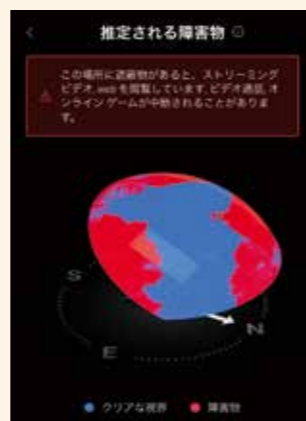 推定される障害物
この場所に遮蔽物があると、ストリーミング
ビデオ, web を閲覧しています, ビデオ通話, オ
ンライン ゲームが中断されることがありま
す。
S
N
E
クリアな視界
障害物